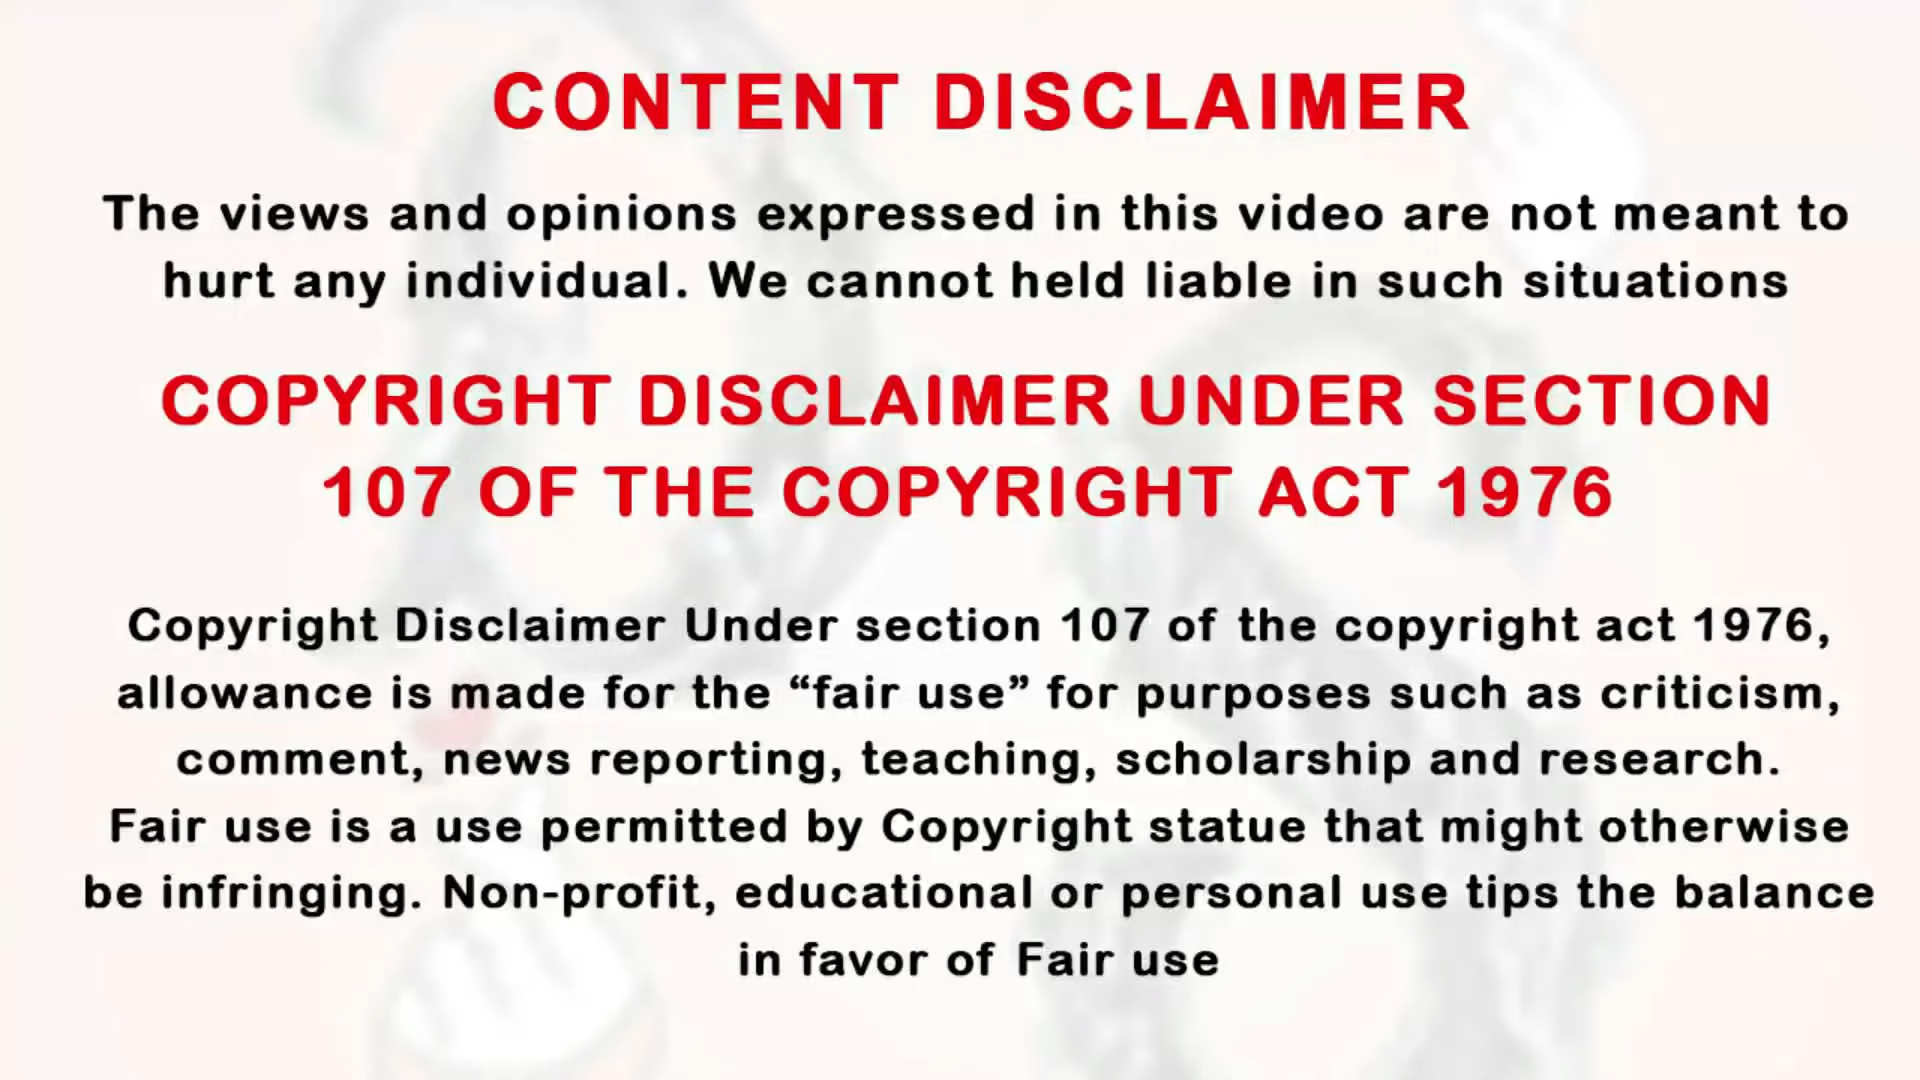 CONTENT DISCLAIMER
The views and opinions expressed in this video are not meant to
hurt any individual. We cannot held liable in such situations
COPYRIGHT DISCLAIMER UNDER SECTION
107 OF THE COPYRIGHT ACT 1976
Copyright Disclaimer Under section 107 of the copyright act 1976,
allowance is made for the “fair use” for purposes such as criticism,
comment, news reporting, teaching, scholarship and research.
Fair use is a use permitted by Copyright statue that might otherwise
be infringing. Non-profit, educational or personal use tips the balance
in favor of Fair use